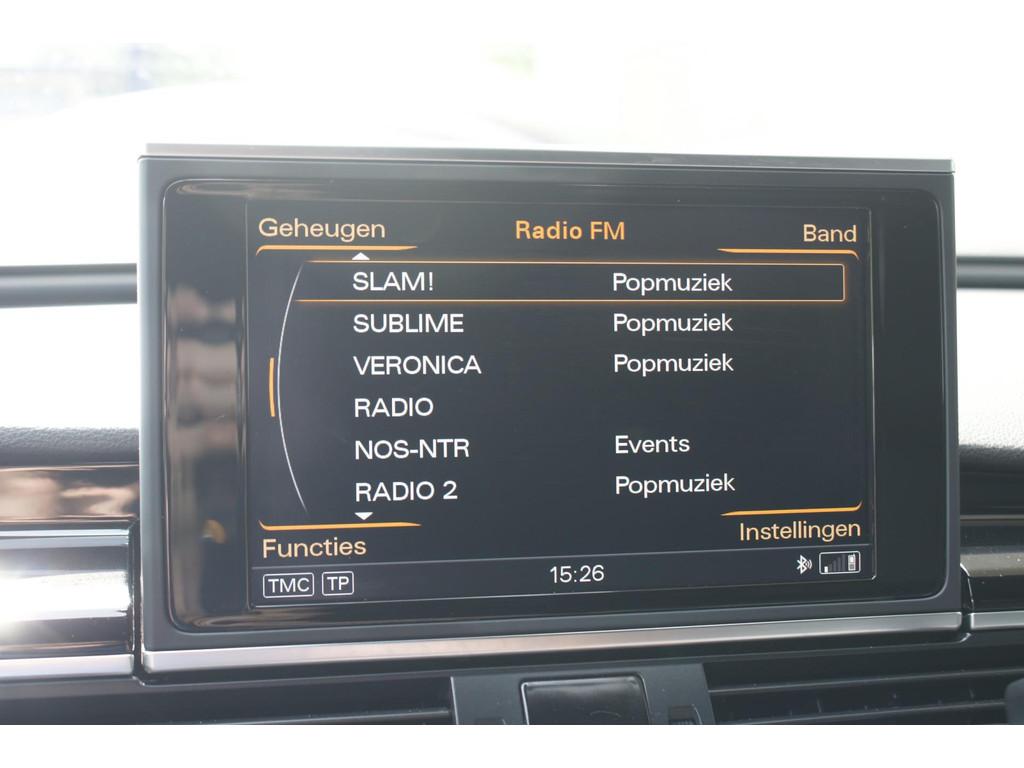 Geheugen Radio FM Band
SLAM! Popmuziek
SUBLIME Popmuziek
VERONICA Popmuziek
RADIO
NOS-NTR Events
RADIO 2 Popmuziek
Functies Instellingen
TMC TP 15:26